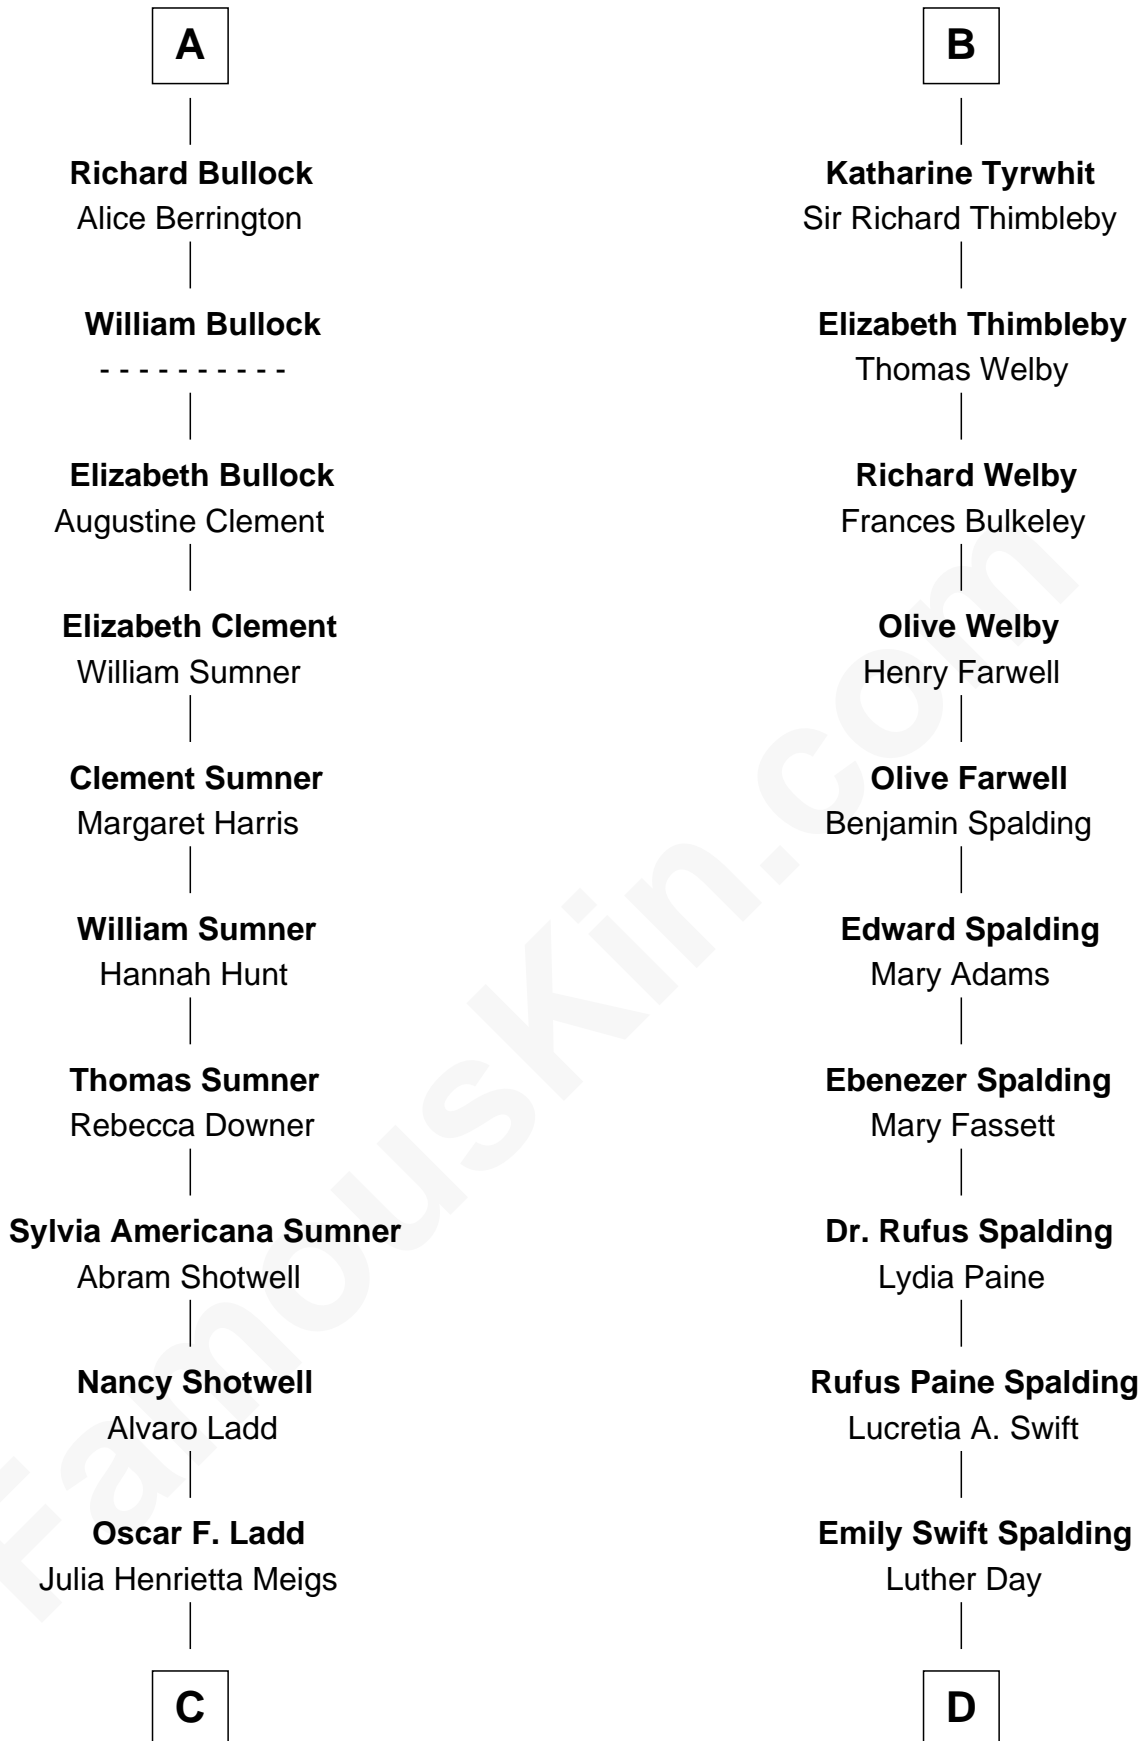 A
Richard Bullock
Alice Berrington
William Bullock
- - - - - - - - - -
Elizabeth Bullock
Augustine Clement
Elizabeth Clement
William Sumner
Clement Sumner
Margaret Harris
William Sumner
Hannah Hunt
Thomas Sumner
Rebecca Downer
Sylvia Americana Sumner
Abram Shotwell
Nancy Shotwell
Alvaro Ladd
Oscar F. Ladd
Julia Henrietta Meigs
C
B
Katharine Tyrwhit
Sir Richard Thimbleby
Elizabeth Thimbleby
Thomas Welby
Richard Welby
Frances Bulkeley
Olive Welby
Henry Farwell
Olive Farwell
Benjamin Spalding
Edward Spalding
Mary Adams
Ebenezer Spalding
Mary Fassett
Dr. Rufus Spalding
Lydia Paine
Rufus Paine Spalding
Lucretia A. Swift
Emily Swift Spalding
Luther Day
D
FamousKin.com